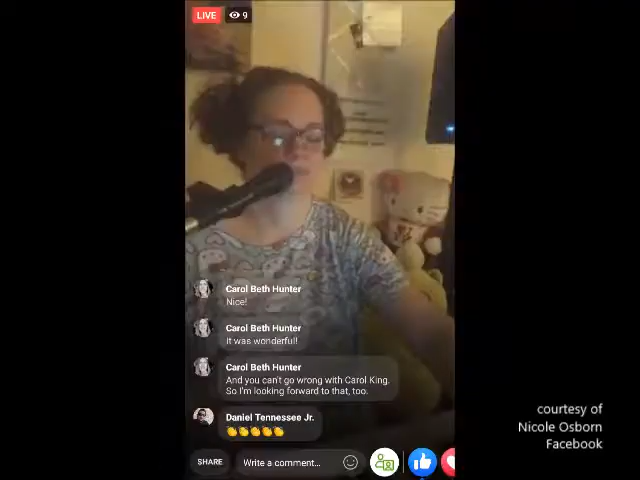 LIVE 9
Carol Beth Hunter
Nice!
Carol Beth Hunter
It was wonderful!
Carol Beth Hunter
And you can't go wrong with Carol King.
So I'm looking forward to that, too.
Daniel Tennessee Jr.
👏👏👏👏👏
SHARE
Write a comment...
courtesy of
Nicole Osborn
Facebook